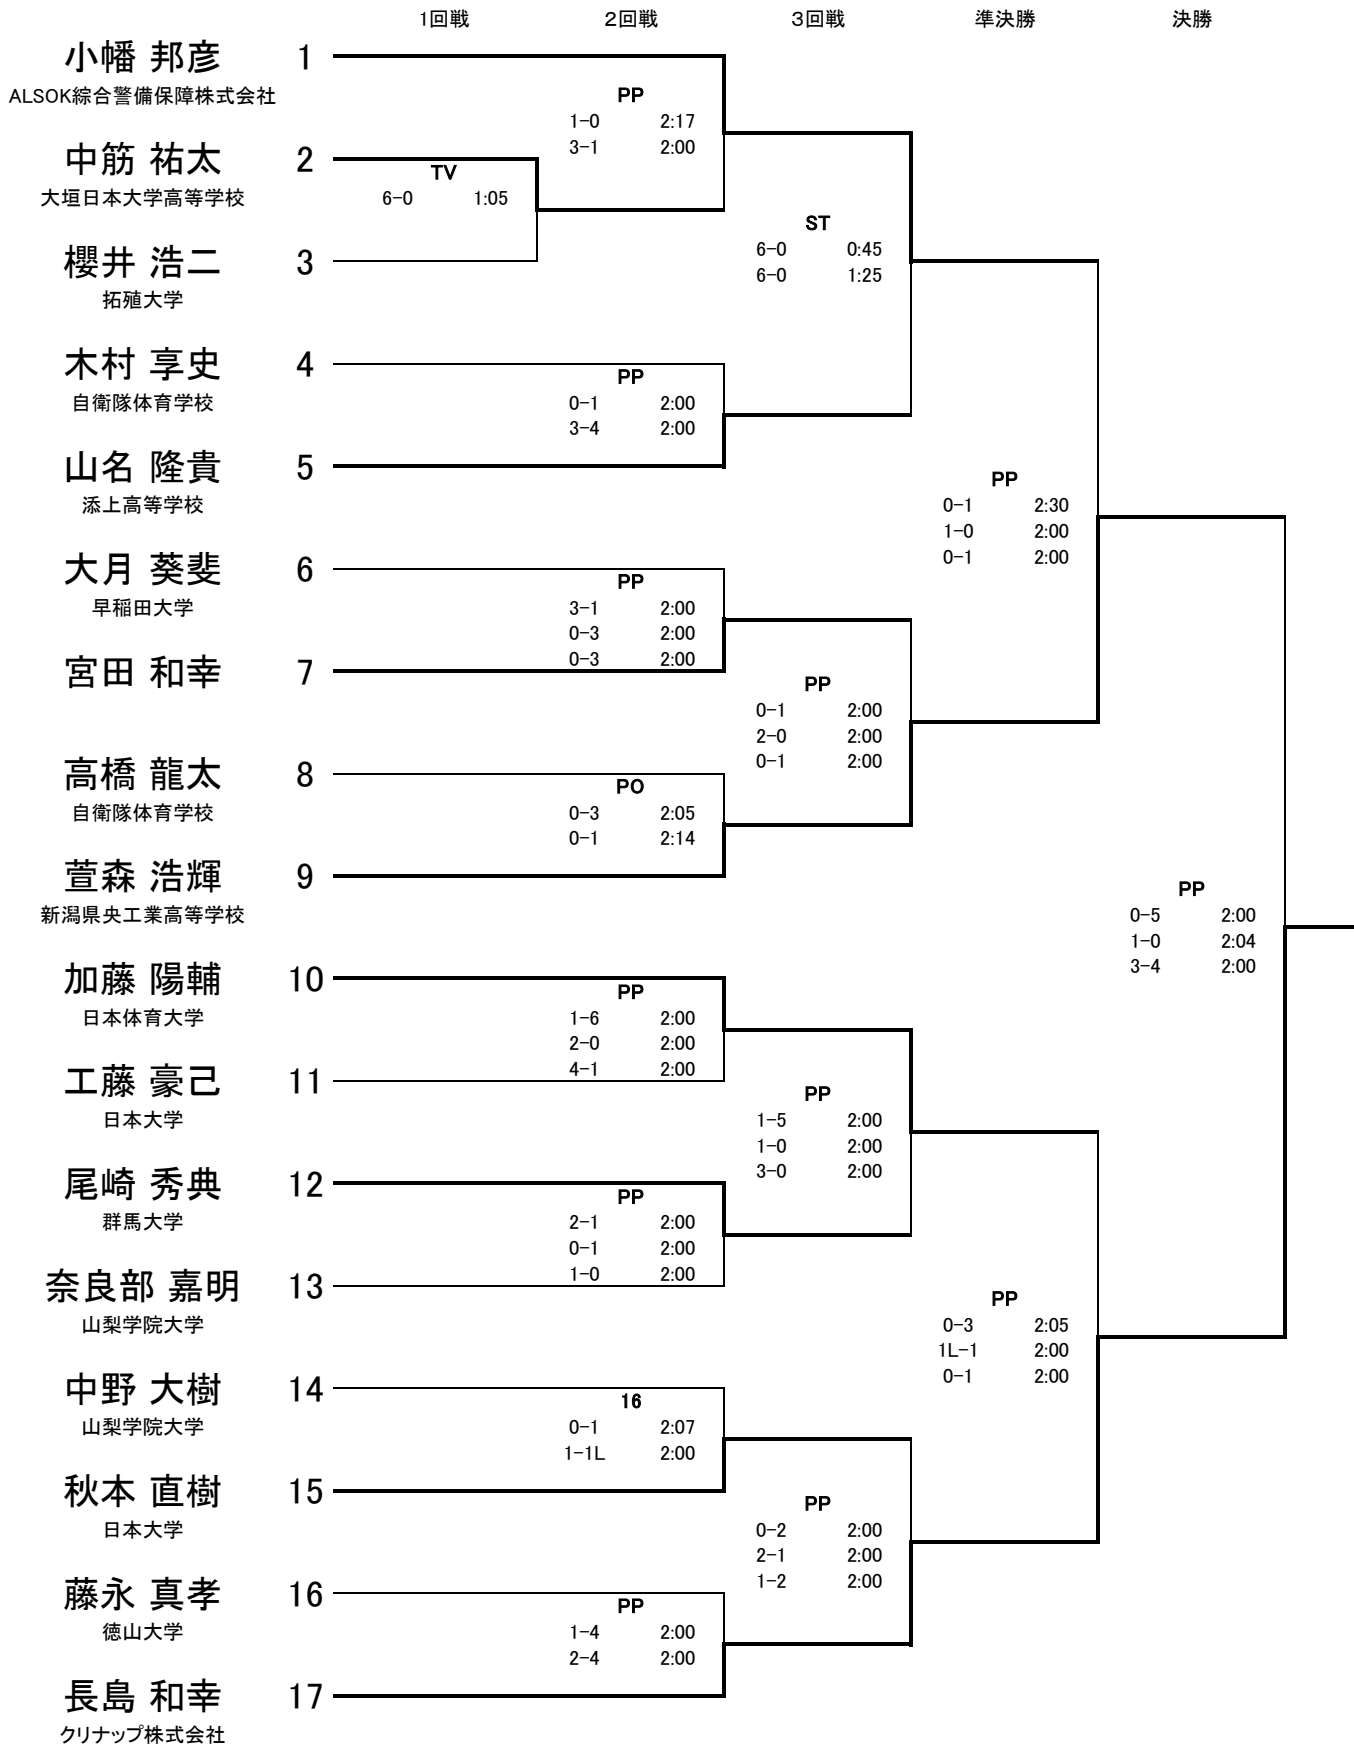 1回戦 2回戦 3回戦 準決勝 決勝
小幡 邦彦 1
ALSOK綜合警備保障株式会社
PP
1-0 2:17
3-1 2:00
中筋 祐太 2
大垣日本大学高等学校
TV
6-0 1:05
櫻井 浩二 3
拓殖大学
ST
6-0 0:45
6-0 1:25
木村 享史 4
自衛隊体育学校
PP
0-1 2:00
3-4 2:00
山名 隆貴 5
添上高等学校
PP
0-1 2:30
1-0 2:00
0-1 2:00
大月 葵斐 6
早稲田大学
PP
3-1 2:00
0-3 2:00
0-3 2:00
宮田 和幸 7
PP
0-1 2:00
2-0 2:00
0-1 2:00
高橋 龍太 8
自衛隊体育学校
PO
0-3 2:05
0-1 2:14
萱森 浩輝 9
新潟県央工業高等学校
PP
0-5 2:00
1-0 2:04
3-4 2:00
加藤 陽輔 10
日本体育大学
PP
1-6 2:00
2-0 2:00
4-1 2:00
工藤 豪己 11
日本大学
PP
1-5 2:00
1-0 2:00
3-0 2:00
尾崎 秀典 12
群馬大学
PP
2-1 2:00
0-1 2:00
1-0 2:00
奈良部 嘉明 13
山梨学院大学
PP
0-3 2:05
1L-1 2:00
0-1 2:00
中野 大樹 14
山梨学院大学
16
0-1 2:07
1-1L 2:00
秋本 直樹 15
日本大学
PP
0-2 2:00
2-1 2:00
1-2 2:00
藤永 真孝 16
徳山大学
PP
1-4 2:00
2-4 2:00
長島 和幸 17
クリナップ株式会社